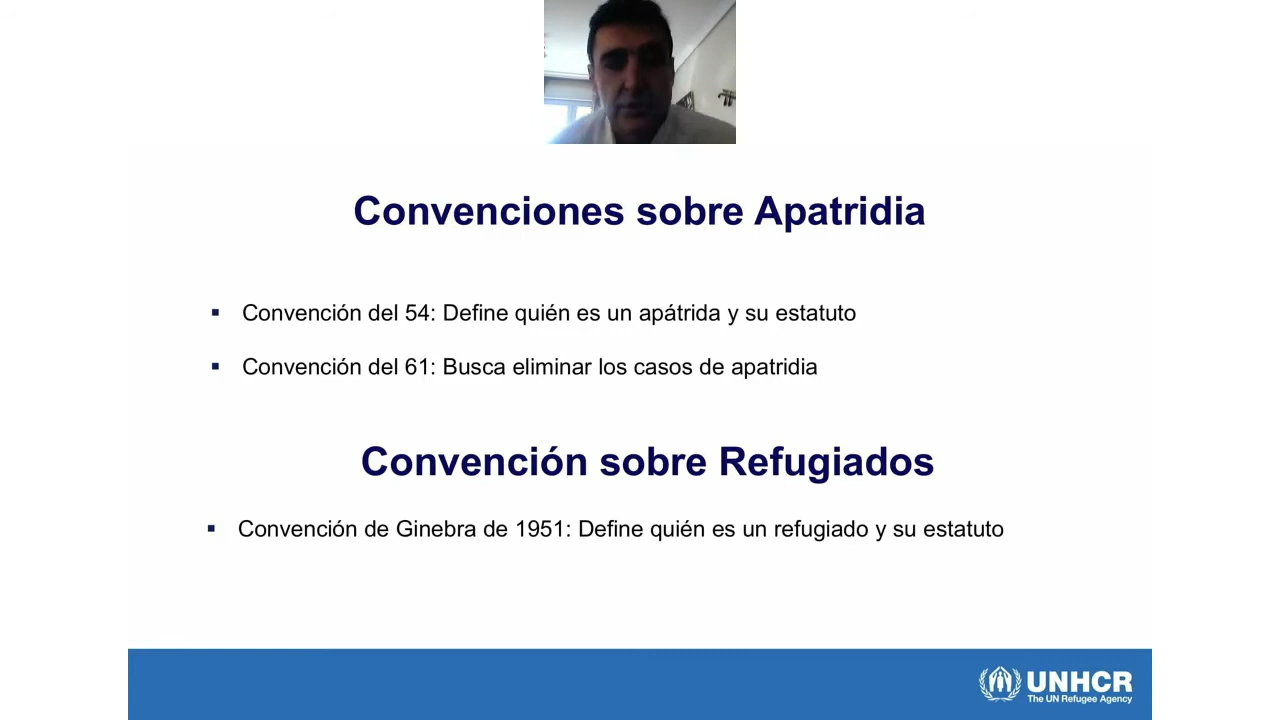 Convenciones sobre Apatridia
▪ Convención del 54: Define quién es un apátrida y su estatuto
▪ Convención del 61: Busca eliminar los casos de apatridia
Convención sobre Refugiados
▪ Convención de Ginebra de 1951: Define quién es un refugiado y su estatuto
UNHCR
The UN Refugee Agency